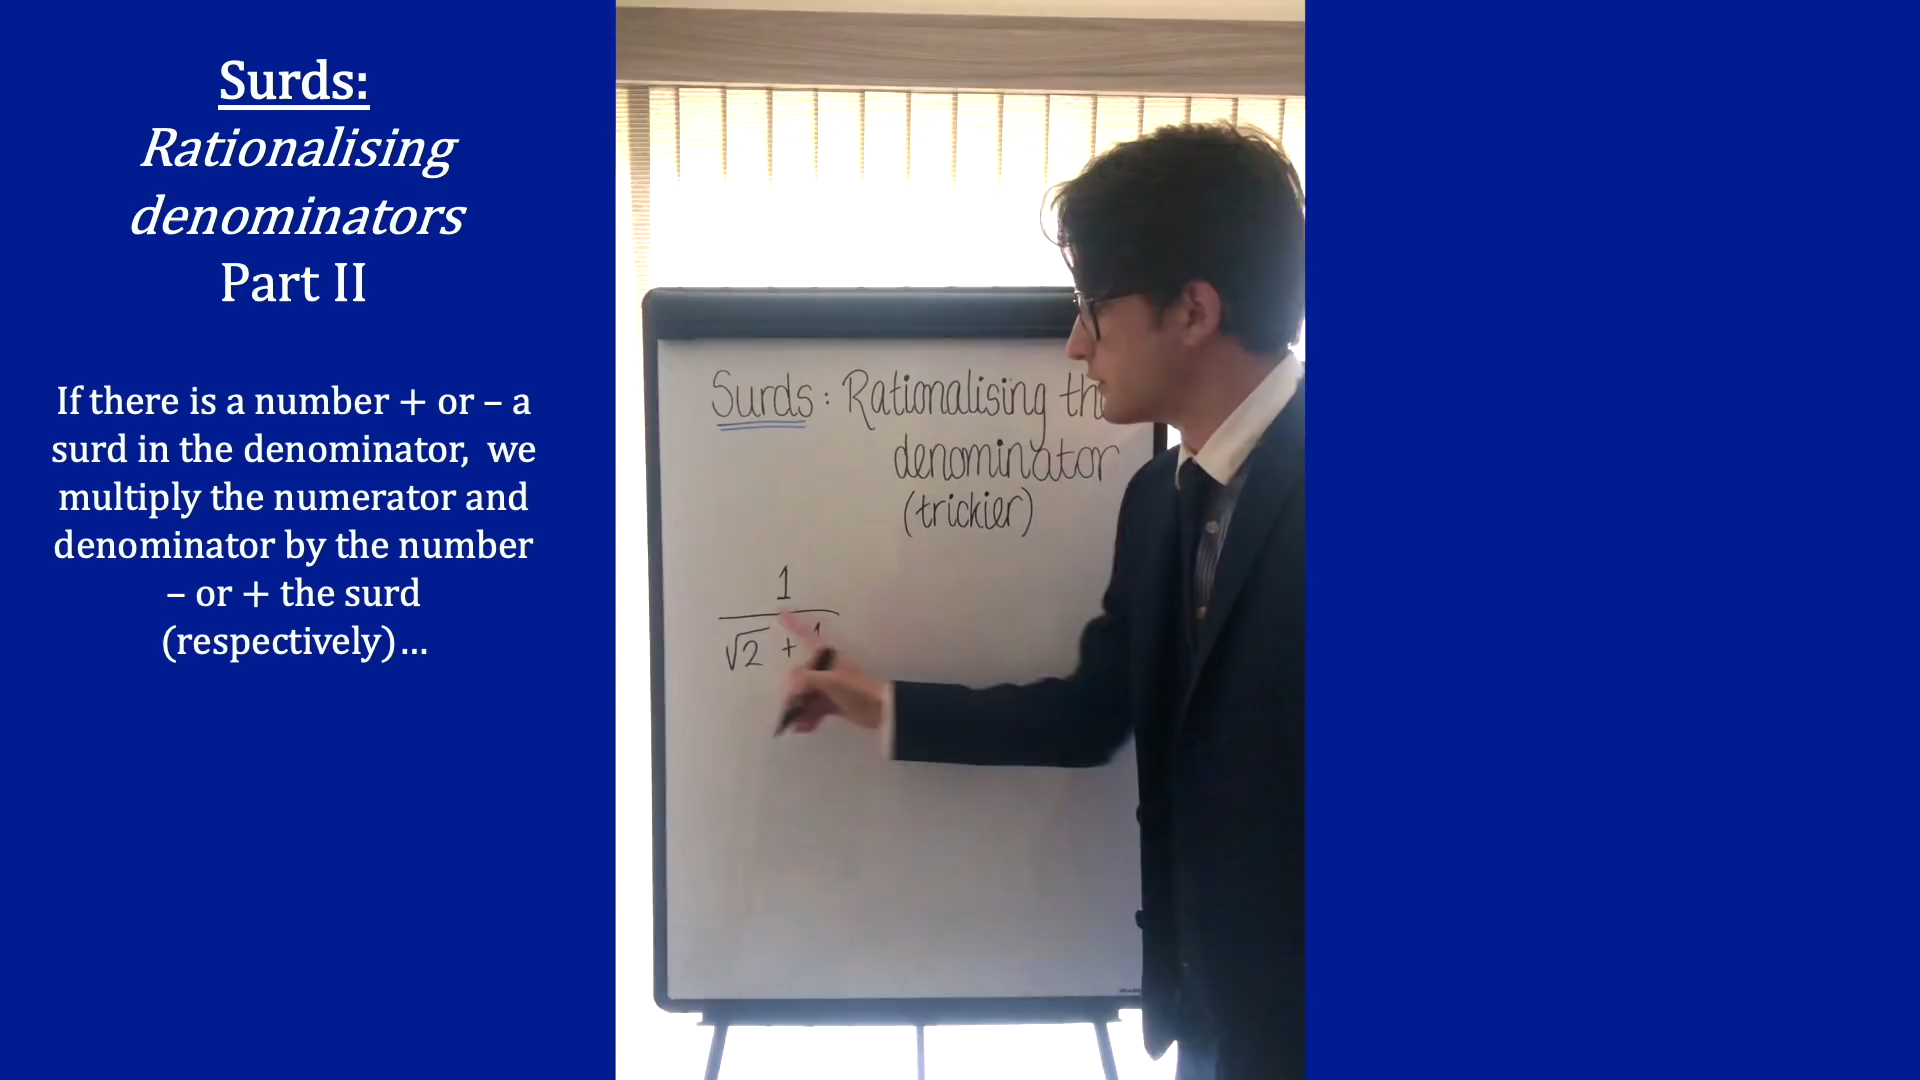 Surds:
Rationalising
denominators
Part II
If there is a number + or – a
surd in the denominator, we
multiply the numerator and
denominator by the number
– or + the surd
(respectively)...
Surds: Rationalising
denominator
(trickier)
1
√2 +